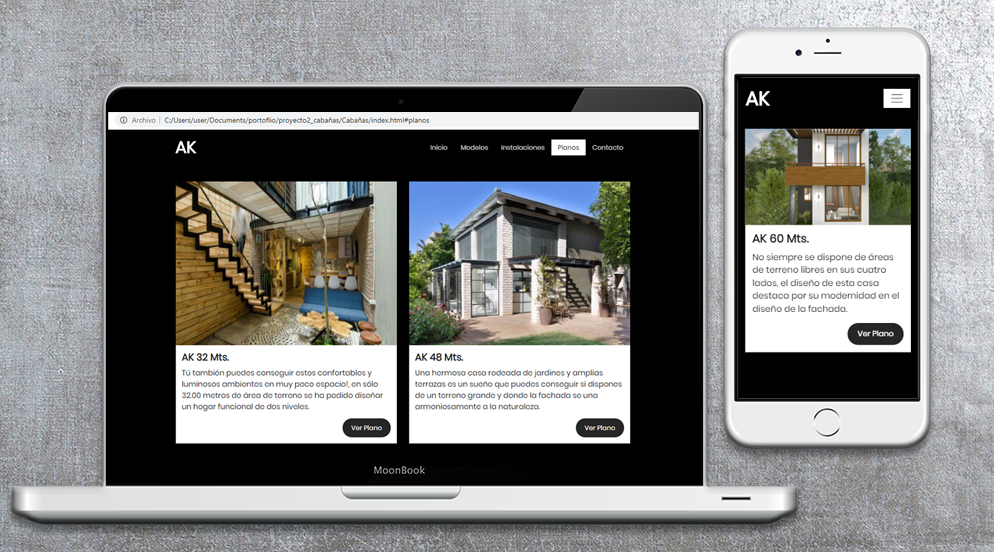 Archivo | C:/Users/user/Documents/portoflio/proyecto2_cabañas/Cabañas/index.html#planos
AK
Inicio Modelos Instalaciones Planos Contacto
AK 32 Mts.
Tú también puedes conseguir estos confortables y
luminosos ambientes en muy poco espacio!, en sólo
32.00 metros de área de terreno se ha podido diseñar
un hogar funcional de dos niveles.
Ver Plano
AK 48 Mts.
Una hermosa casa rodeada de jardines y amplias
terrazas es un sueño que puedes conseguir si dispones
de un terreno grande y donde la fachada se una
armoniosamente a la naturaleza.
Ver Plano
MoonBook
AK
AK 60 Mts.
No siempre se dispone de áreas
de terreno libres en sus cuatro
lados, el diseño de esta casa
destaca por su modernidad en el
diseño de la fachada.
Ver Plano